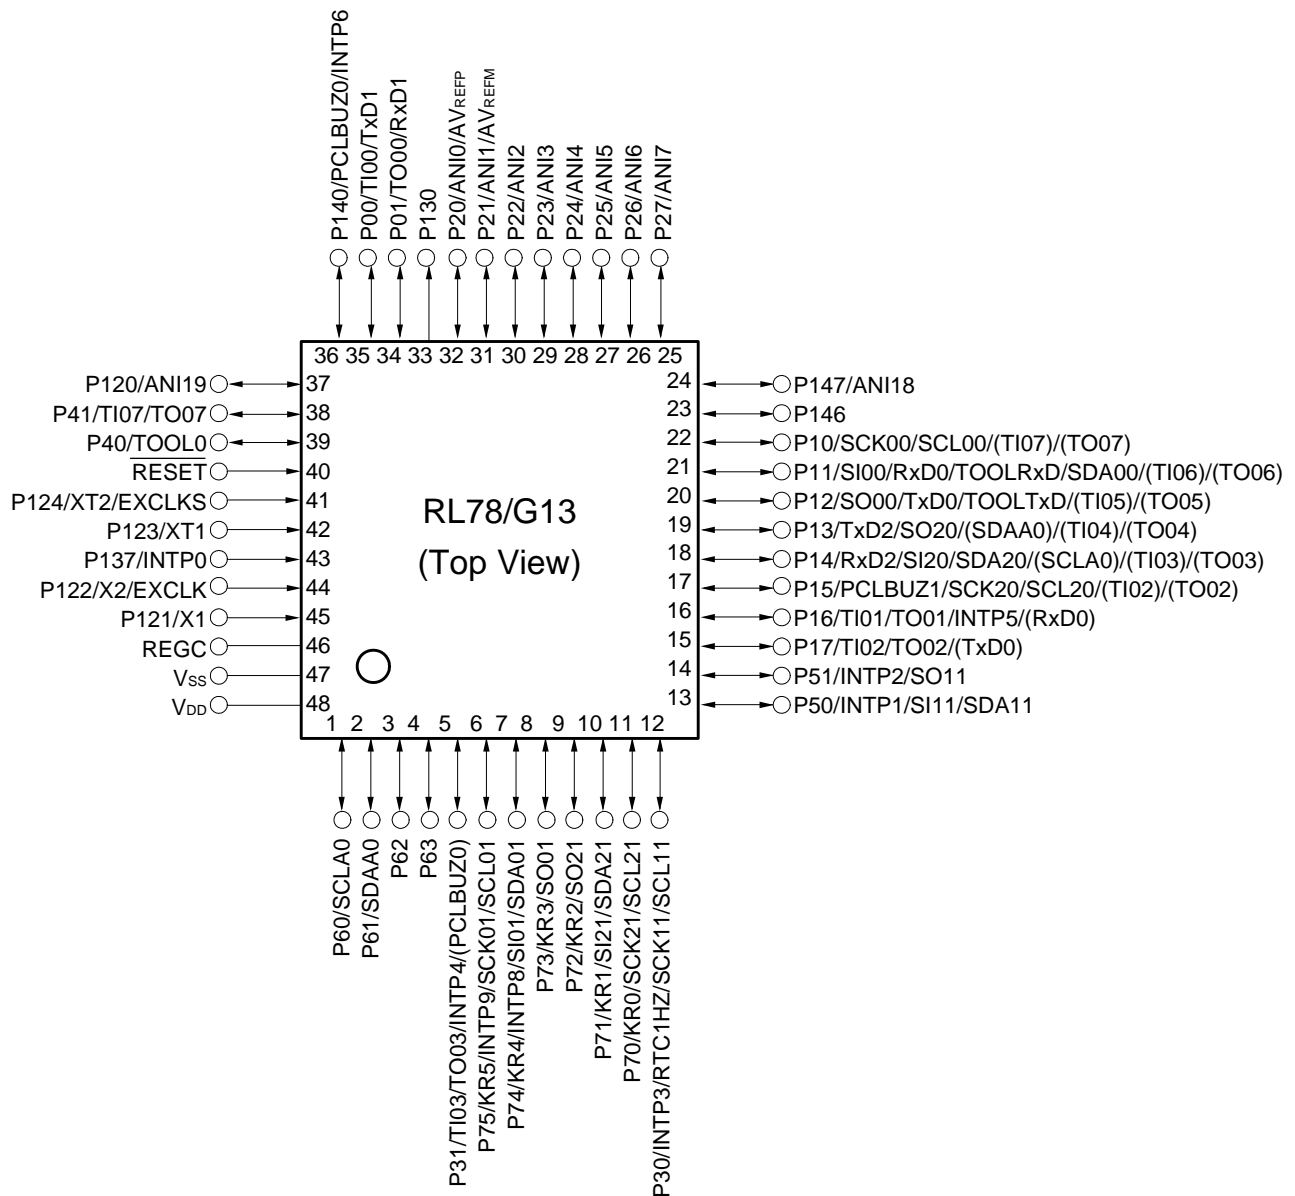 P140/PCLBUZ0/INTP6
P00/TI00/TxD1
P01/TO00/RxD1
P130
P20/ANI0/AVREFP
P21/ANI1/AVREFM
P22/ANI2
P23/ANI3
P24/ANI4
P25/ANI5
P26/ANI6
P27/ANI7
36 35 34 33 32 31 30 29 28 27 26 25
P120/ANI19 37
P41/TI07/TO07 38
P40/TOOL0 39
RESET 40
P124/XT2/EXCLKS 41
P123/XT1 42
P137/INTP0 43
P122/X2/EXCLK 44
P121/X1 45
REGC 46
VSS 47
VDD 48
RL78/G13
(Top View)
24 P147/ANI18
23 P146
22 P10/SCK00/SCL00/(TI07)/(TO07)
21 P11/SI00/RxD0/TOOLRxD/SDA00/(TI06)/(TO06)
20 P12/SO00/TxD0/TOOLTxD/(TI05)/(TO05)
19 P13/TxD2/SO20/(SDAA0)/(TI04)/(TO04)
18 P14/RxD2/SI20/SDA20/(SCLA0)/(TI03)/(TO03)
17 P15/PCLBUZ1/SCK20/SCL20/(TI02)/(TO02)
16 P16/TI01/TO01/INTP5/(RxD0)
15 P17/TI02/TO02/(TxD0)
14 P51/INTP2/SO11
13 P50/INTP1/SI11/SDA11
1 2 3 4 5 6 7 8 9 10 11 12
P60/SCLA0
P61/SDAA0
P62
P63
P31/TI03/TO03/INTP4/(PCLBUZ0)
P75/KR5/INTP9/SCK01/SCL01
P74/KR4/INTP8/SI01/SDA01
P73/KR3/SO01
P72/KR2/SO21
P71/KR1/SI21/SDA21
P70/KR0/SCK21/SCL21
P30/INTP3/RTC1HZ/SCK11/SCL11